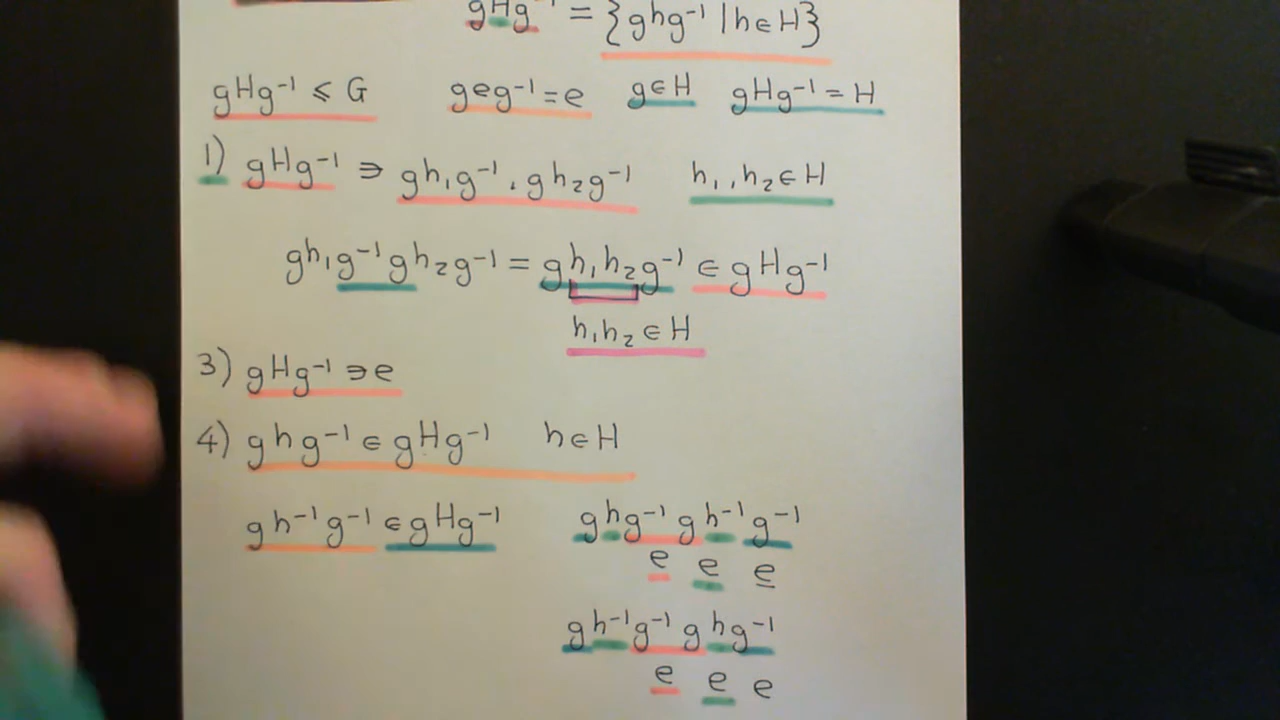 gHg⁻¹ = {ghg⁻¹ | h∈H}
gHg⁻¹ ⩽ G geg⁻¹=e g∈H gHg⁻¹=H
1) gHg⁻¹ ∋ gh₁g⁻¹, gh₂g⁻¹ h₁, h₂∈H
gh₁g⁻¹gh₂g⁻¹ = gh₁h₂g⁻¹ ∈ gHg⁻¹
h₁h₂∈H
3) gHg⁻¹ ∋e
4) ghg⁻¹ ∈ gHg⁻¹ h∈H
gh⁻¹g⁻¹ ∈gHg⁻¹ ghg⁻¹gh⁻¹g⁻¹
e e e
gh⁻¹g⁻¹ghg⁻¹
e e e